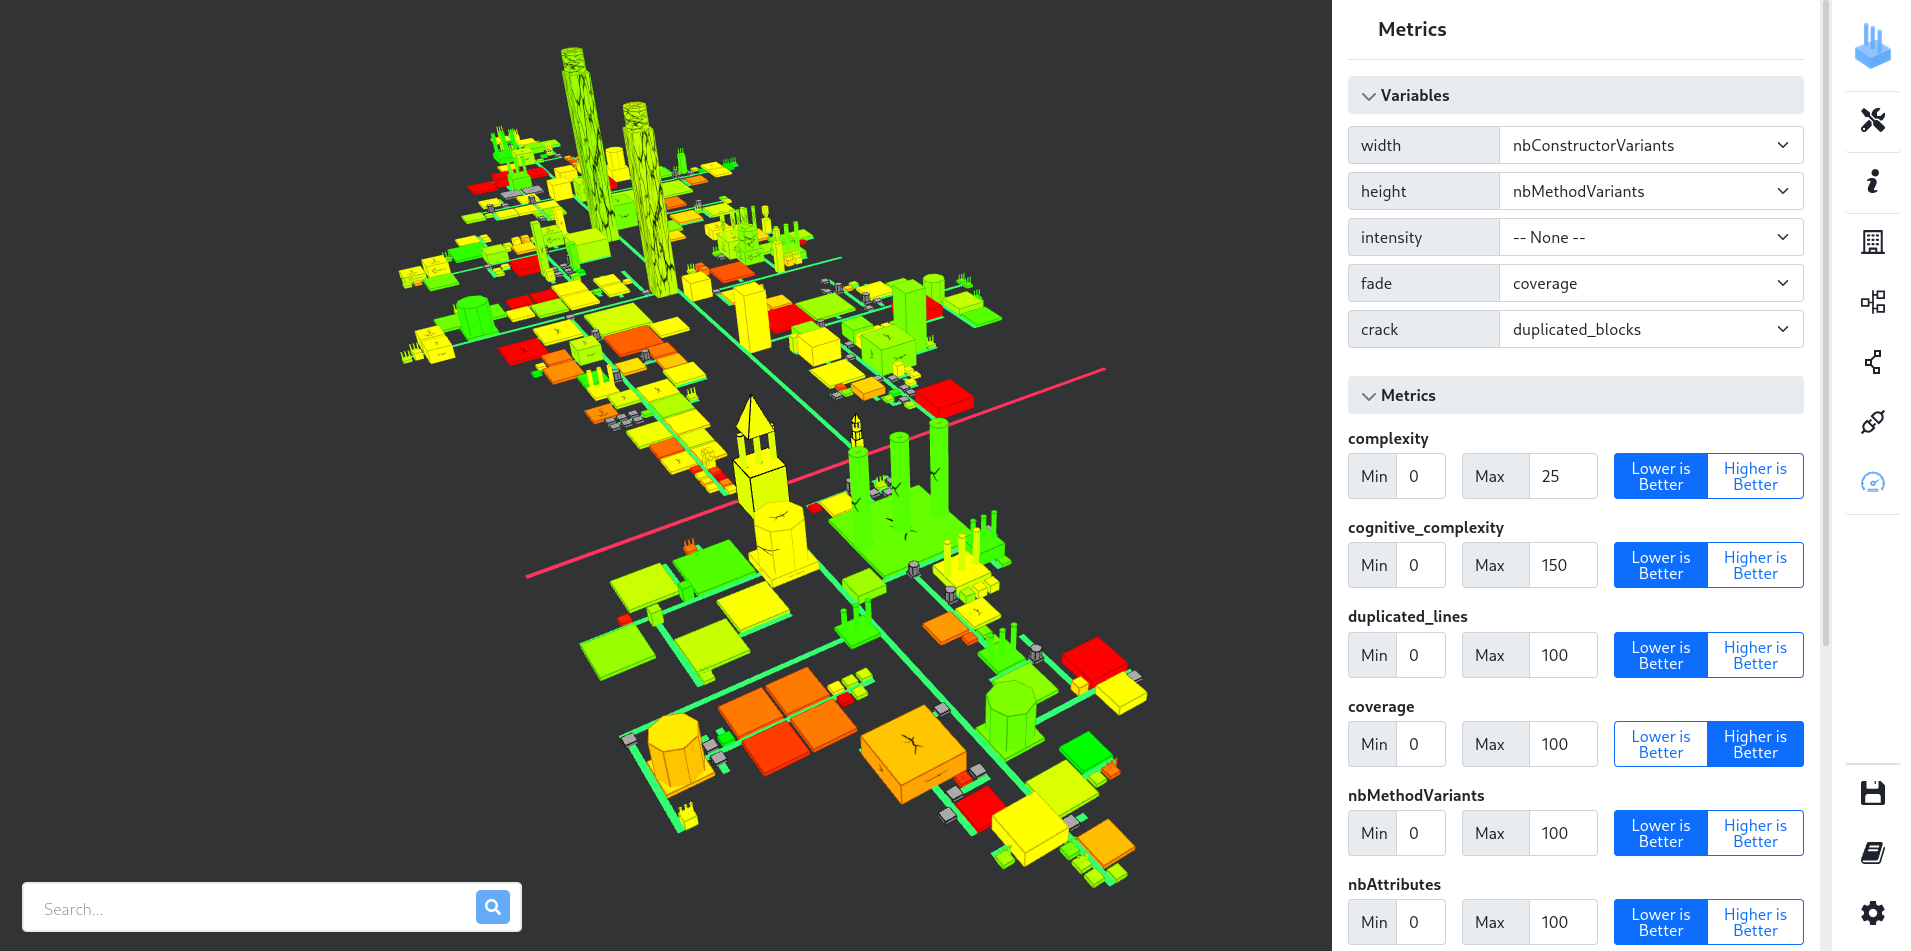 Metrics
Variables
width nbConstructorVariants
height nbMethodVariants
intensity -- None --
fade coverage
crack duplicated_blocks
Metrics
complexity
Min 0 Max 25 Lower is Better Higher is Better
cognitive_complexity
Min 0 Max 150 Lower is Better Higher is Better
duplicated_lines
Min 0 Max 100 Lower is Better Higher is Better
coverage
Min 0 Max 100 Lower is Better Higher is Better
nbMethodVariants
Min 0 Max 100 Lower is Better Higher is Better
nbAttributes
Min 0 Max 100 Lower is Better Higher is Better
Search...